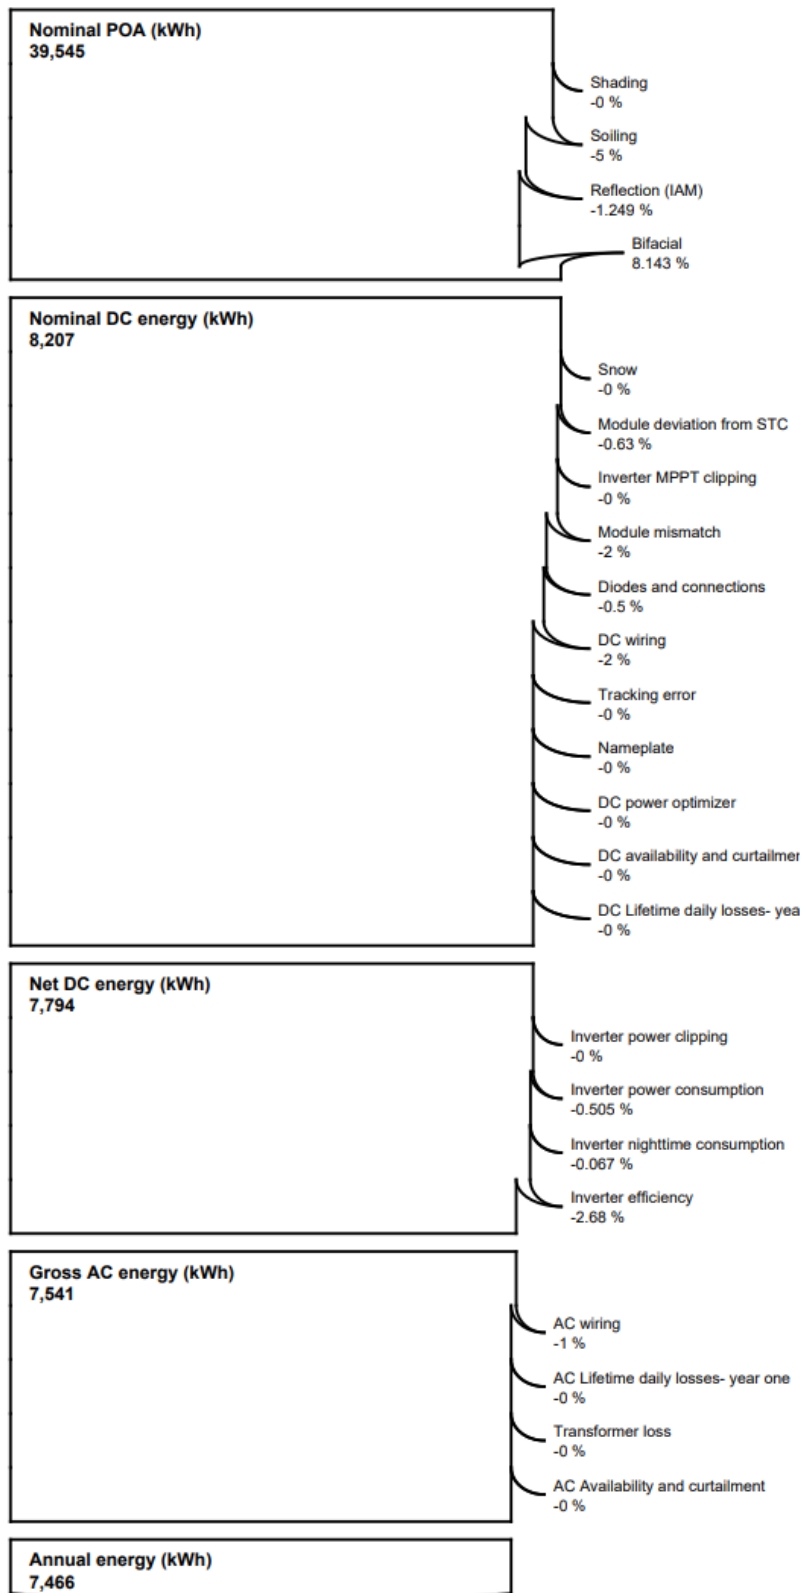 Nominal POA (kWh)
39,545
Shading
-0 %
Soiling
-5 %
Reflection (IAM)
-1.249 %
Bifacial
8.143 %
Nominal DC energy (kWh)
8,207
Snow
-0 %
Module deviation from STC
-0.63 %
Inverter MPPT clipping
-0 %
Module mismatch
-2 %
Diodes and connections
-0.5 %
DC wiring
-2 %
Tracking error
-0 %
Nameplate
-0 %
DC power optimizer
-0 %
DC availability and curtailmen
-0 %
DC Lifetime daily losses- yea
-0 %
Net DC energy (kWh)
7,794
Inverter power clipping
-0 %
Inverter power consumption
-0.505 %
Inverter nighttime consumption
-0.067 %
Inverter efficiency
-2.68 %
Gross AC energy (kWh)
7,541
AC wiring
-1 %
AC Lifetime daily losses- year one
-0 %
Transformer loss
-0 %
AC Availability and curtailment
-0 %
Annual energy (kWh)
7,466